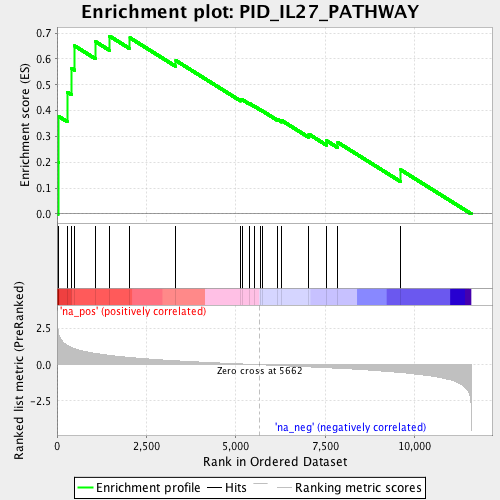 Enrichment plot: PID_IL27_PATHWAY
Enrichment score (ES)
0.7
0.6
0.5
0.4
0.3
0.2
0.1
0.0
'na_pos' (positively correlated)
Ranked list metric (PreRanked)
2.5
0.0
-2.5
Zero cross at 5662
'na_neg' (negatively correlated)
0
2,500
5,000
7,500
10,000
Rank in Ordered Dataset
Enrichment profile
Hits
Ranking metric scores